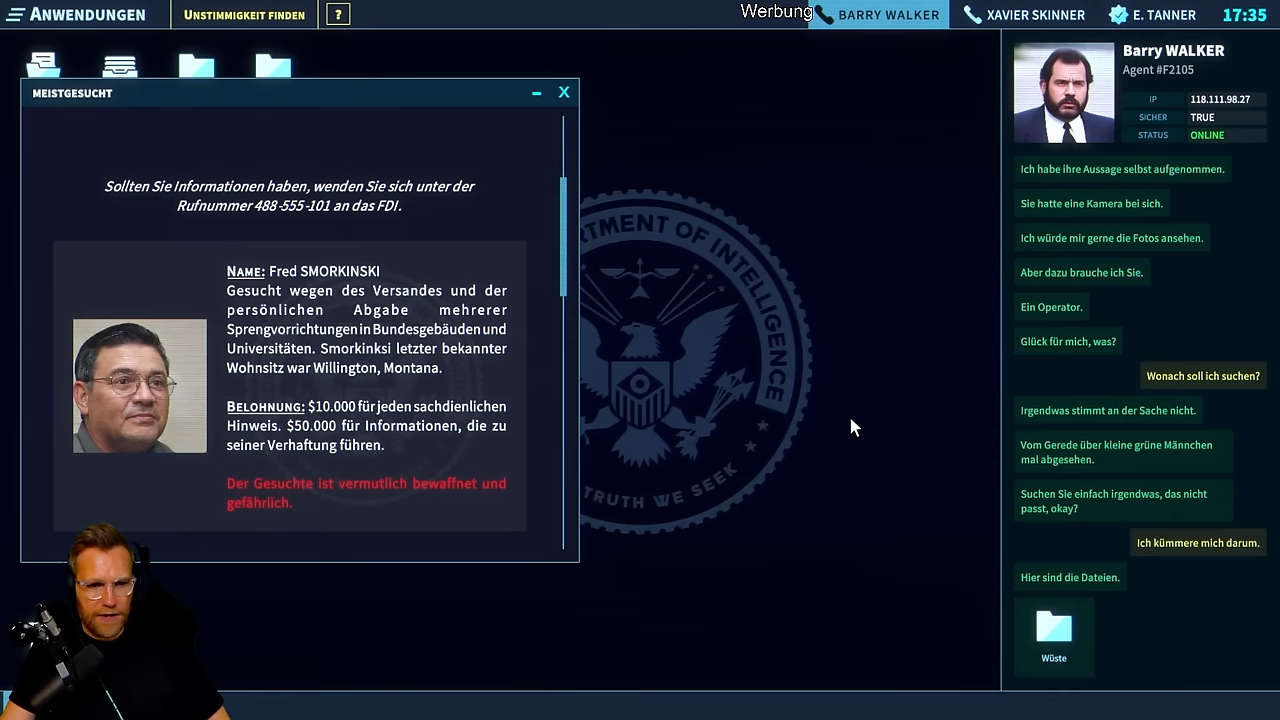 ANWENDUNGEN
UNSTIMMIGKEIT FINDEN
?
Werbung
BARRY WALKER
XAVIER SKINNER
E. TANNER
17:35
MEISTGESUCHT
Sollten Sie Informationen haben, wenden Sie sich unter der
Rufnummer 488-555-101 an das FDI.
NAME: Fred SMORKINSKI
Gesucht wegen des Versandes und der
persönlichen Abgabe mehrerer
Sprengvorrichtungen in Bundesgebäuden und
Universitäten. Smorkinksi letzter bekannter
Wohnsitz war Willington, Montana.
BELOHNUNG: $10.000 für jeden sachdienlichen
Hinweis. $50.000 für Informationen, die zu
seiner Verhaftung führen.
Der Gesuchte ist vermutlich bewaffnet und
gefährlich.
TMENT OF INTELLIGENCE
TRUTH WE SEEK
Barry WALKER
Agent #F2105
IP 118.111.98.27
SICHER TRUE
STATUS ONLINE
Ich habe ihre Aussage selbst aufgenommen.
Sie hatte eine Kamera bei sich.
Ich würde mir gerne die Fotos ansehen.
Aber dazu brauche ich Sie.
Ein Operator.
Glück für mich, was?
Wonach soll ich suchen?
Irgendwas stimmt an der Sache nicht.
Vom Gerede über kleine grüne Männchen
mal abgesehen.
Suchen Sie einfach irgendwas, das nicht
passt, okay?
Ich kümmere mich darum.
Hier sind die Dateien.
Wüste